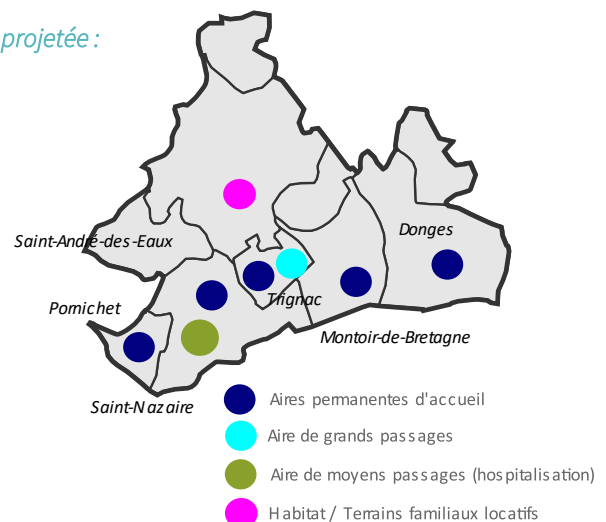 projetée :
Donges
Saint-André-des-Eaux
Trignac
Pornichet
Montoir-de-Bretagne
Saint-Nazaire
Aires permanentes d'accueil
Aire de grands passages
Aire de moyens passages (hospitalisation)
Habitat / Terrains familiaux locatifs